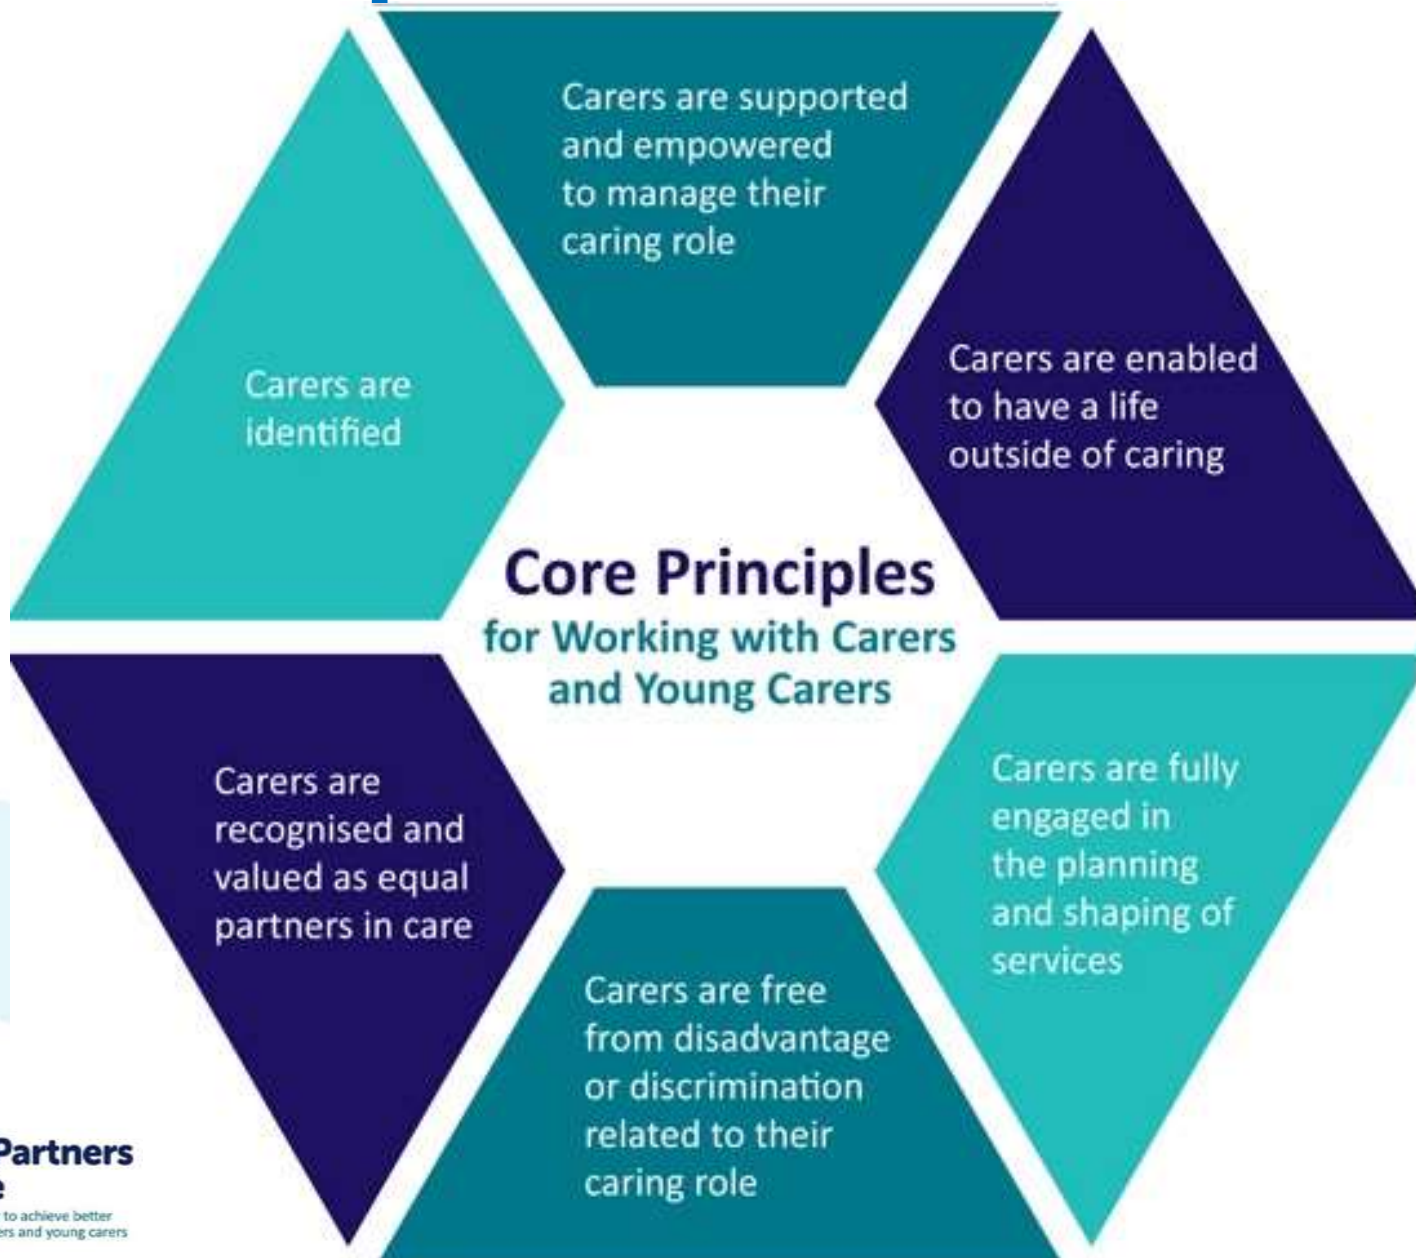 Carers are supported
and empowered
to manage their
caring role
Carers are enabled
to have a life
outside of caring
Carers are
identified
Core Principles
for Working with Carers
and Young Carers
Carers are fully
engaged in
the planning
and shaping of
services
Carers are
recognised and
valued as equal
partners in care
Carers are free
from disadvantage
or discrimination
related to their
caring role
Partners
to achieve better
and young carers